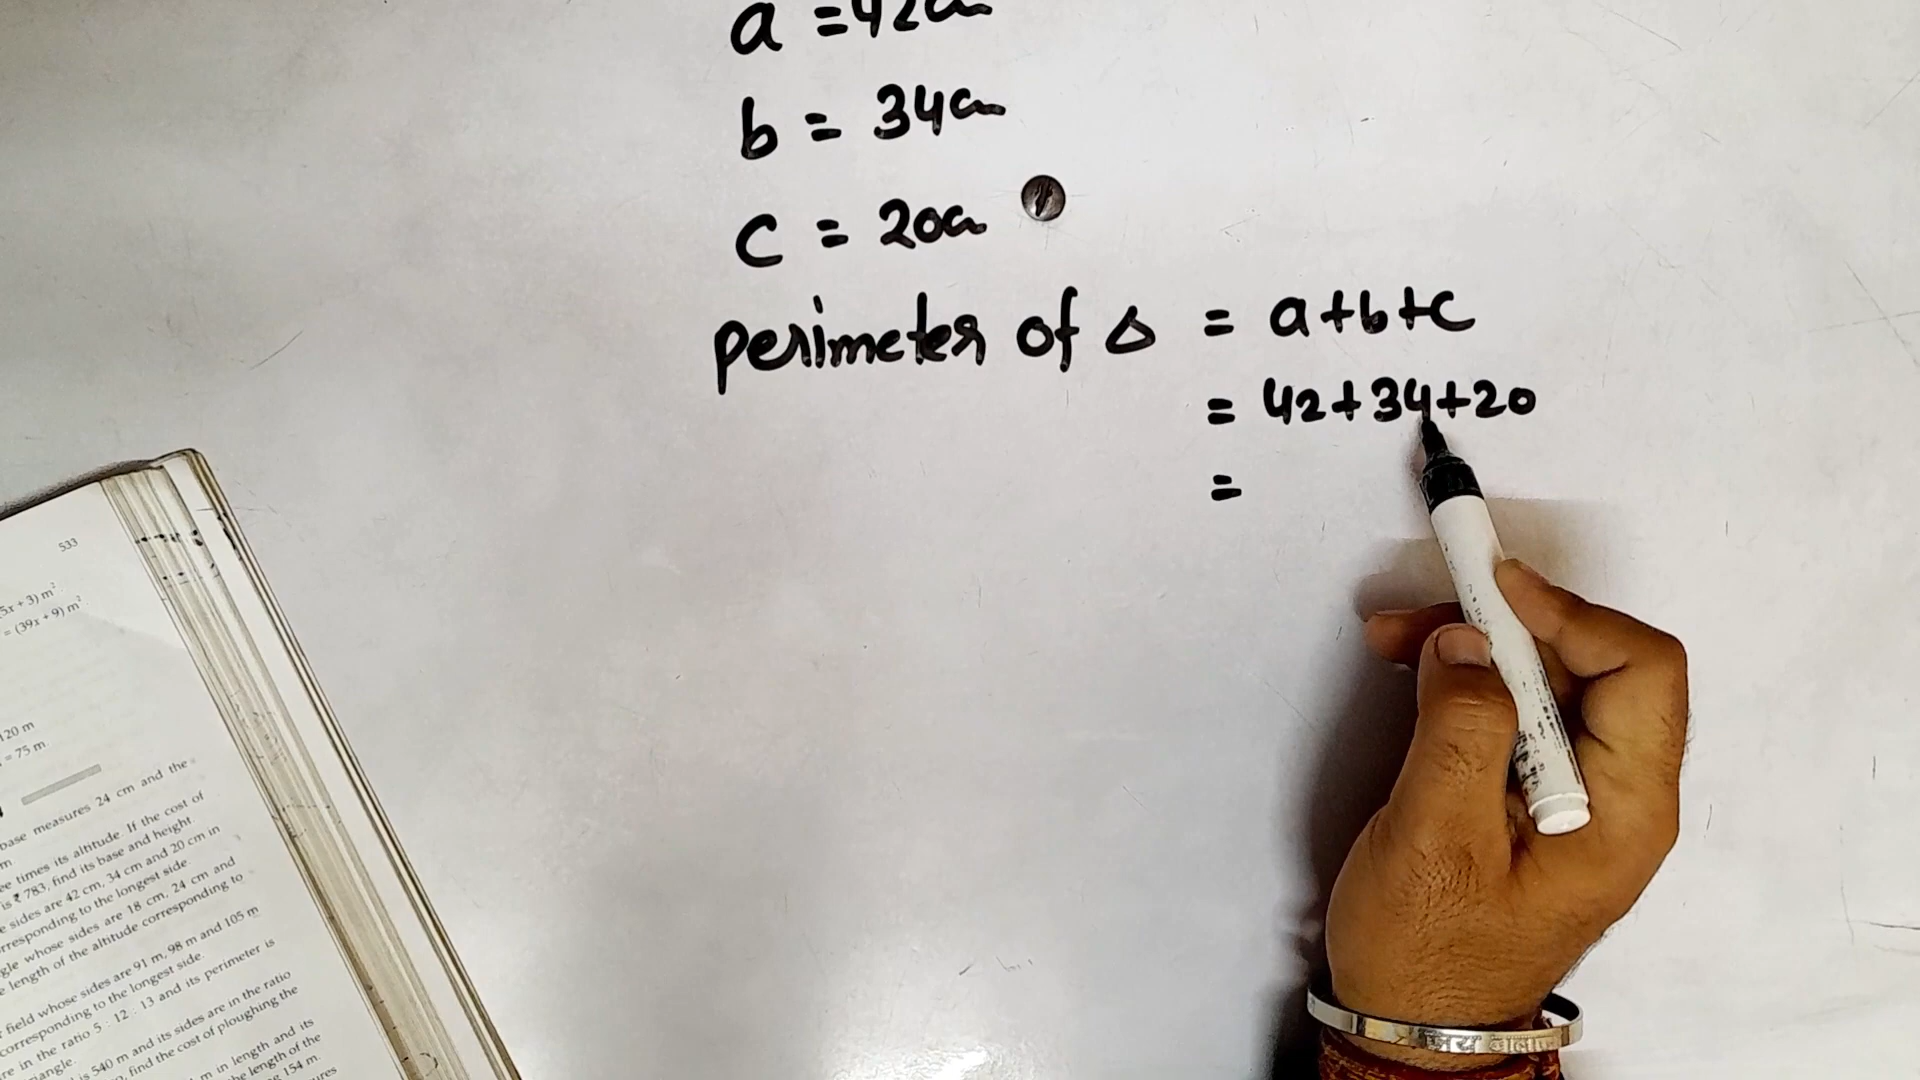 a = 42cm
b = 34cm
c = 20cm
perimeter of Δ = a+b+c
= 42+34+20
=
533
5x + 3) m²
= (39x + 9) m²
120 m
= 75 m
base measures 24 cm and the
m
times its altitude. If the cost of
is ₹ 783, find its base and height.
sides are 42 cm, 34 cm and 20 cm in
corresponding to the longest side.
whose sides are 18 cm, 24 cm and
length of the altitude corresponding to
field whose sides are 91 m, 98 m and 105 m
corresponding to the longest side.
in the ratio 5 : 12 : 13 and its perimeter is
is 540 m and its sides are in the ratio
find the cost of ploughing the
m in length and its
length of the
154 m.